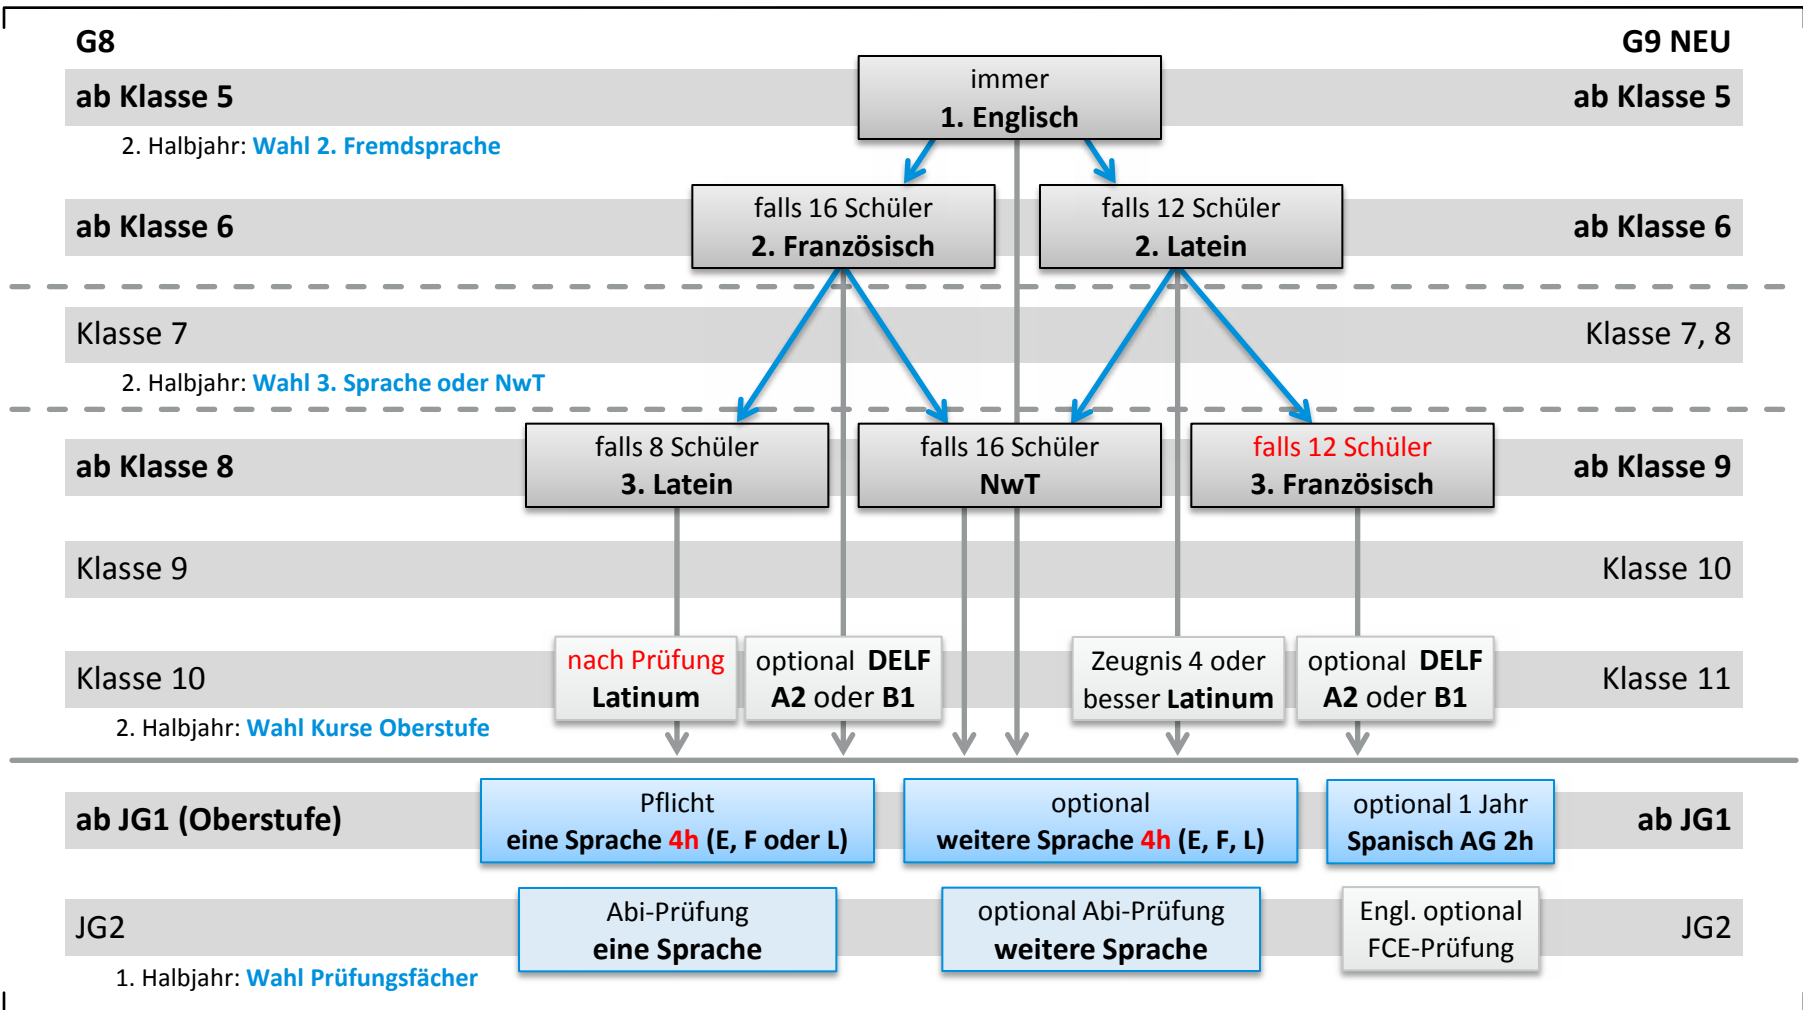 G8
G9 NEU
ab Klasse 5
immer
1. Englisch
ab Klasse 5
2. Halbjahr: Wahl 2. Fremdsprache
ab Klasse 6
falls 16 Schüler
2. Französisch
falls 12 Schüler
2. Latein
ab Klasse 6
Klasse 7
Klasse 7, 8
2. Halbjahr: Wahl 3. Sprache oder NwT
ab Klasse 8
falls 8 Schüler
3. Latein
falls 16 Schüler
NwT
falls 12 Schüler
3. Französisch
ab Klasse 9
Klasse 9
Klasse 10
Klasse 10
nach Prüfung
Latinum
optional DELF
A2 oder B1
Zeugnis 4 oder
besser Latinum
optional DELF
A2 oder B1
Klasse 11
2. Halbjahr: Wahl Kurse Oberstufe
ab JG1 (Oberstufe)
Pflicht
eine Sprache 4h (E, F oder L)
optional
weitere Sprache 4h (E, F, L)
optional 1 Jahr
Spanisch AG 2h
ab JG1
JG2
Abi-Prüfung
eine Sprache
optional Abi-Prüfung
weitere Sprache
Engl. optional
FCE-Prüfung
JG2
1. Halbjahr: Wahl Prüfungsfächer